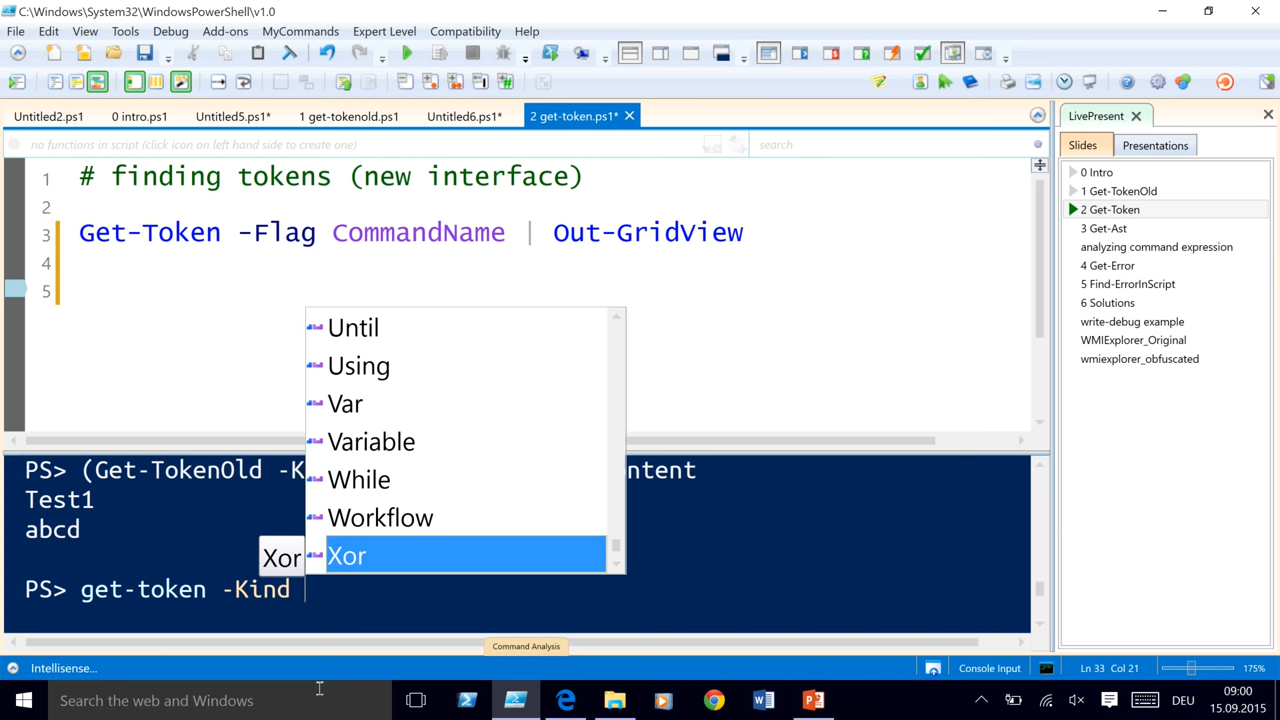 C:\Windows\System32\WindowsPowerShell\v1.0
File Edit View Tools Debug Add-ons MyCommands Expert Level Compatibility Help
Untitled2.ps1 0 intro.ps1 Untitled5.ps1* 1 get-tokenold.ps1 Untitled6.ps1* 2 get-token.ps1*
no functions in script (click icon on left hand side to create one) search
1 # finding tokens (new interface)
2
3 Get-Token -Flag CommandName | Out-GridView
4
5
Until
Using
Var
Variable
While
Workflow
Xor
Xor
PS> (Get-TokenOld -K ntent
Test1
abcd
PS> get-token -Kind
Command Analysis
LivePresent
Slides Presentations
0 Intro
1 Get-TokenOld
2 Get-Token
3 Get-Ast
analyzing command expression
4 Get-Error
5 Find-ErrorInScript
6 Solutions
write-debug example
WMIExplorer_Original
wmiexplorer_obfuscated
Intellisense... Console Input Ln 33 Col 21 175%
Search the web and Windows DEU 09:00
15.09.2015